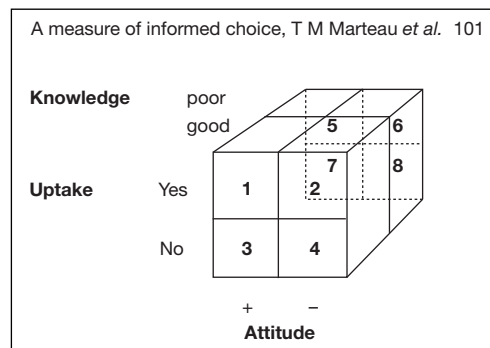 A measure of informed choice, T M Marteau et al. 101
Knowledge poor
good 5 6
7 8
Uptake Yes 1 2
No 3 4
+ –
Attitude